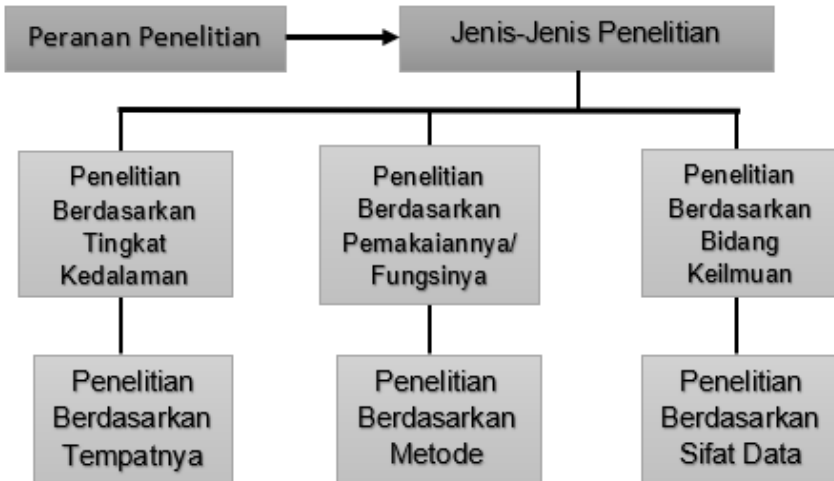 Peranan Penelitian
Jenis-Jenis Penelitian
Penelitian
Berdasarkan
Tingkat
Kedalaman
Penelitian
Berdasarkan
Pemakaiannya/
Fungsinya
Penelitian
Berdasarkan
Bidang
Keilmuan
Penelitian
Berdasarkan
Tempatnya
Penelitian
Berdasarkan
Metode
Penelitian
Berdasarkan
Sifat Data